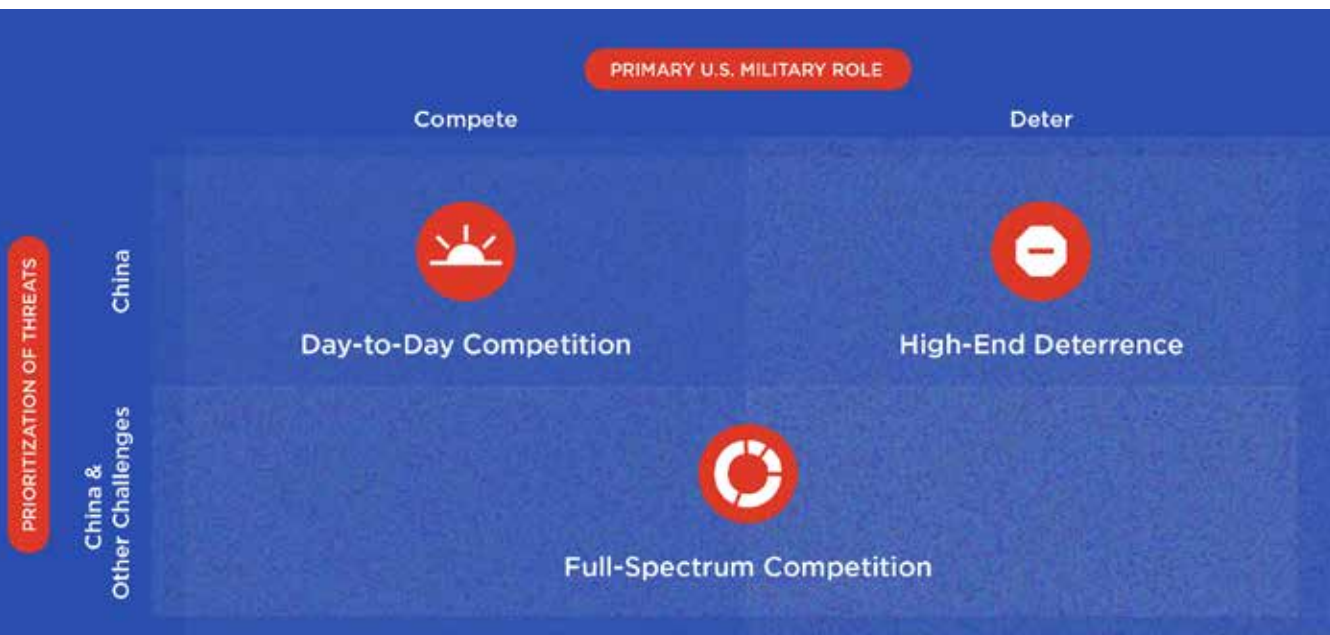 PRIMARY U.S. MILITARY ROLE
Compete
Deter
PRIORITIZATION OF THREATS
China
Day-to-Day Competition
High-End Deterrence
China &
Other Challenges
Full-Spectrum Competition